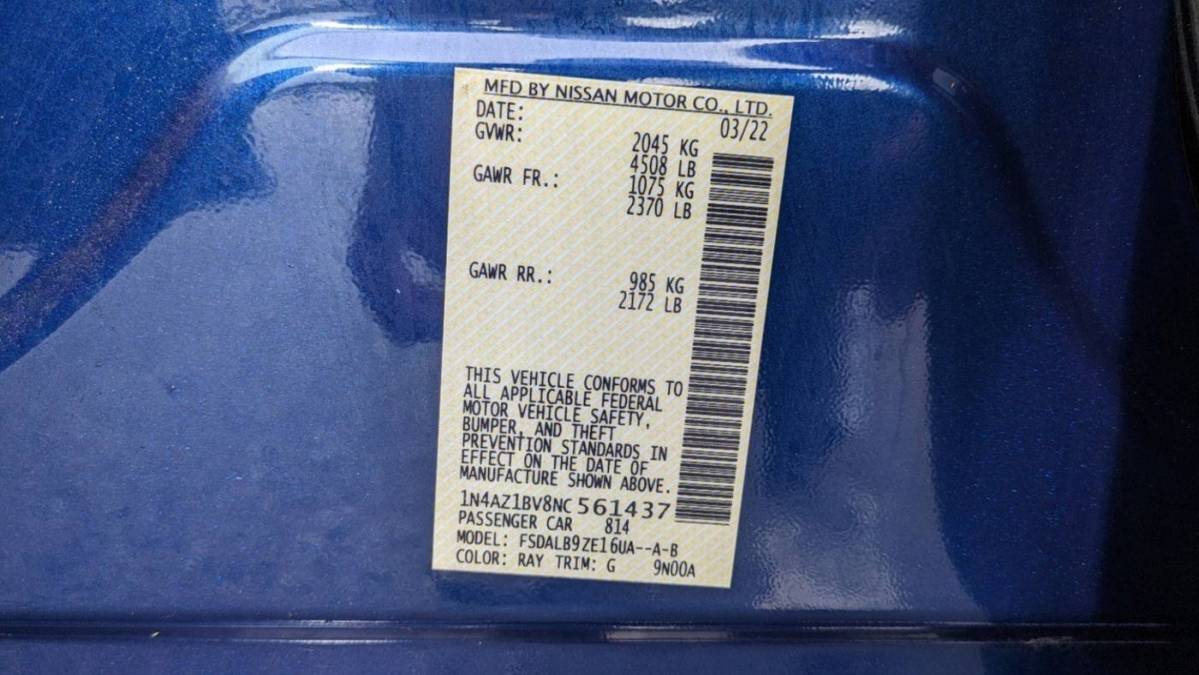 MFD BY NISSAN MOTOR CO., LTD.
DATE: 03/22
GVWR: 2045 KG
4508 LB
GAWR FR.: 1075 KG
2370 LB
GAWR RR.: 985 KG
2172 LB
THIS VEHICLE CONFORMS TO
ALL APPLICABLE FEDERAL
MOTOR VEHICLE SAFETY,
BUMPER, AND THEFT
PREVENTION STANDARDS IN
EFFECT ON THE DATE OF
MANUFACTURE SHOWN ABOVE.
1N4AZ1BV8NC561437
PASSENGER CAR 814
MODEL: FSDALB9ZE16UA--A-B
COLOR: RAY TRIM: G 9N00A